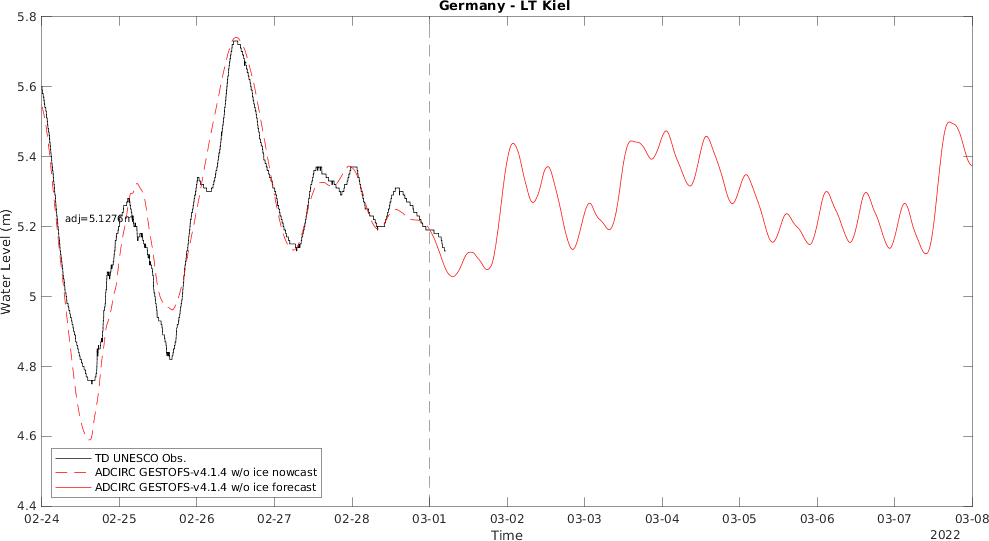 Germany - LT Kiel
5.8
5.6
5.4
5.2
5
4.8
4.6
4.4
Water Level (m)
adj=5.1276m
TD UNESCO Obs.
ADCIRC GESTOFS-v4.1.4 w/o ice nowcast
ADCIRC GESTOFS-v4.1.4 w/o ice forecast
02-24 02-25 02-26 02-27 02-28 03-01 03-02 03-03 03-04 03-05 03-06 03-07 03-08
Time
2022